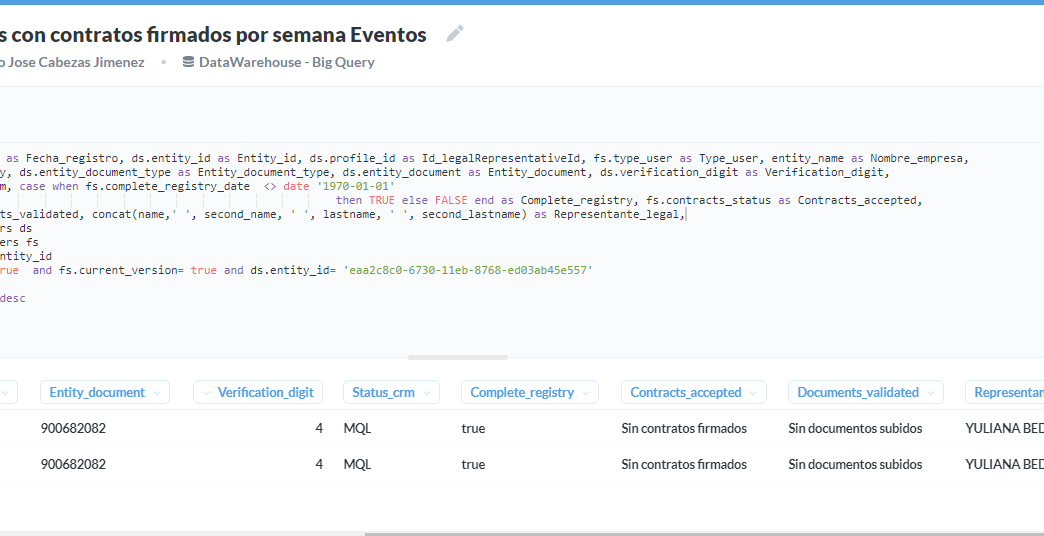 s con contratos firmados por semana Eventos
o Jose Cabezas Jimenez • DataWarehouse - Big Query
as Fecha_registro, ds.entity_id as Entity_id, ds.profile_id as Id_legalRepresentativeId, fs.type_user as Type_user, entity_name as Nombre_empresa,
y, ds.entity_document_type as Entity_document_type, ds.entity_document as Entity_document, ds.verification_digit as Verification_digit,
m, case when fs.complete_registry_date <> date '1970-01-01'
then TRUE else FALSE end as Complete_registry, fs.contracts_status as Contracts_accepted,
ts_validated, concat(name,' ', second_name, ' ', lastname, ' ', second_lastname) as Representante_legal,
rs ds
ers fs
ntity_id
rue and fs.current_version= true and ds.entity_id= 'eaa2c8c0-6730-11eb-8768-ed03ab45e557'
desc
Entity_document Verification_digit Status_crm Complete_registry Contracts_accepted Documents_validated Representan
900682082 4 MQL true Sin contratos firmados Sin documentos subidos YULIANA BED
900682082 4 MQL true Sin contratos firmados Sin documentos subidos YULIANA BED